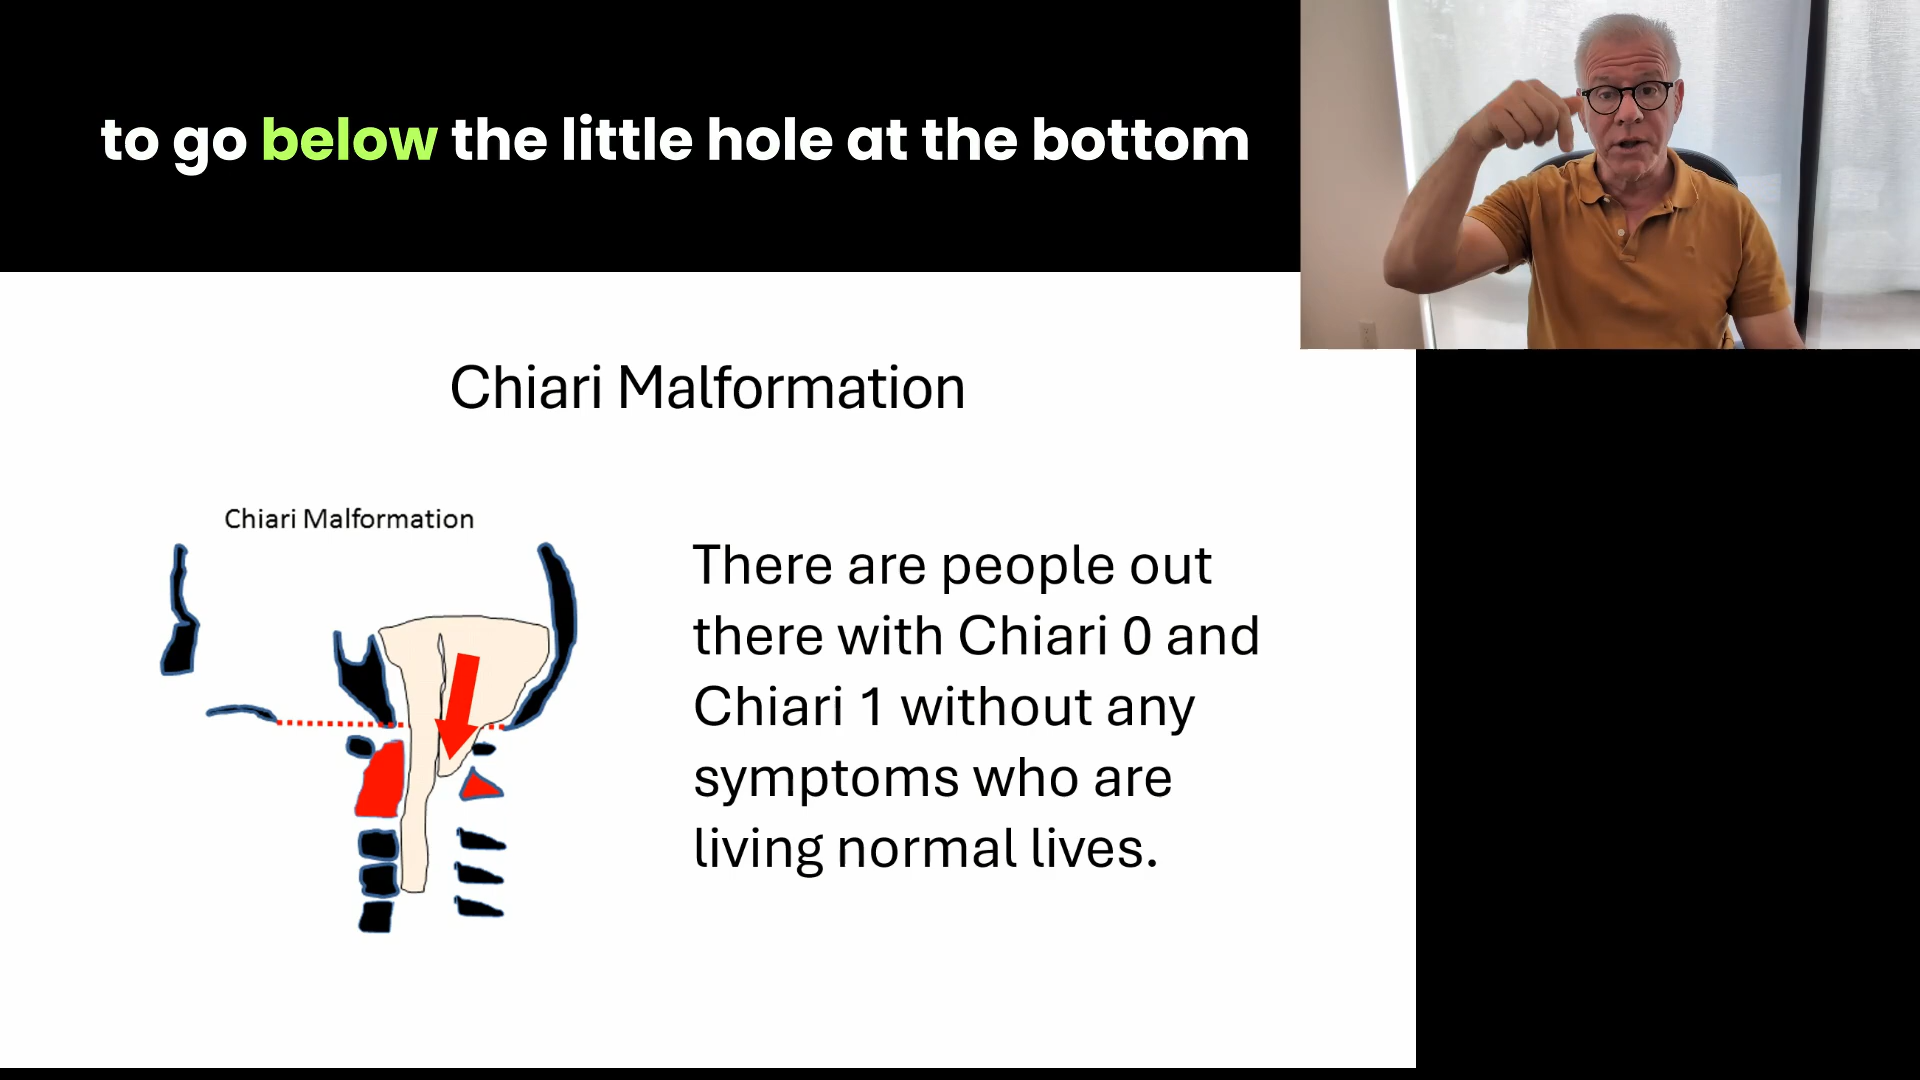 to go below the little hole at the bottom
Chiari Malformation
Chiari Malformation
There are people out
there with Chiari 0 and
Chiari 1 without any
symptoms who are
living normal lives.